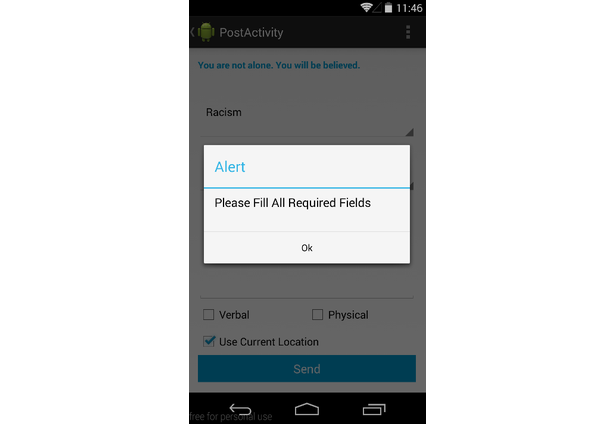 11:46
PostActivity
You are not alone. You will be believed.
Racism
Alert
Please Fill All Required Fields
Ok
Verbal
Physical
Use Current Location
Send
free for personal use